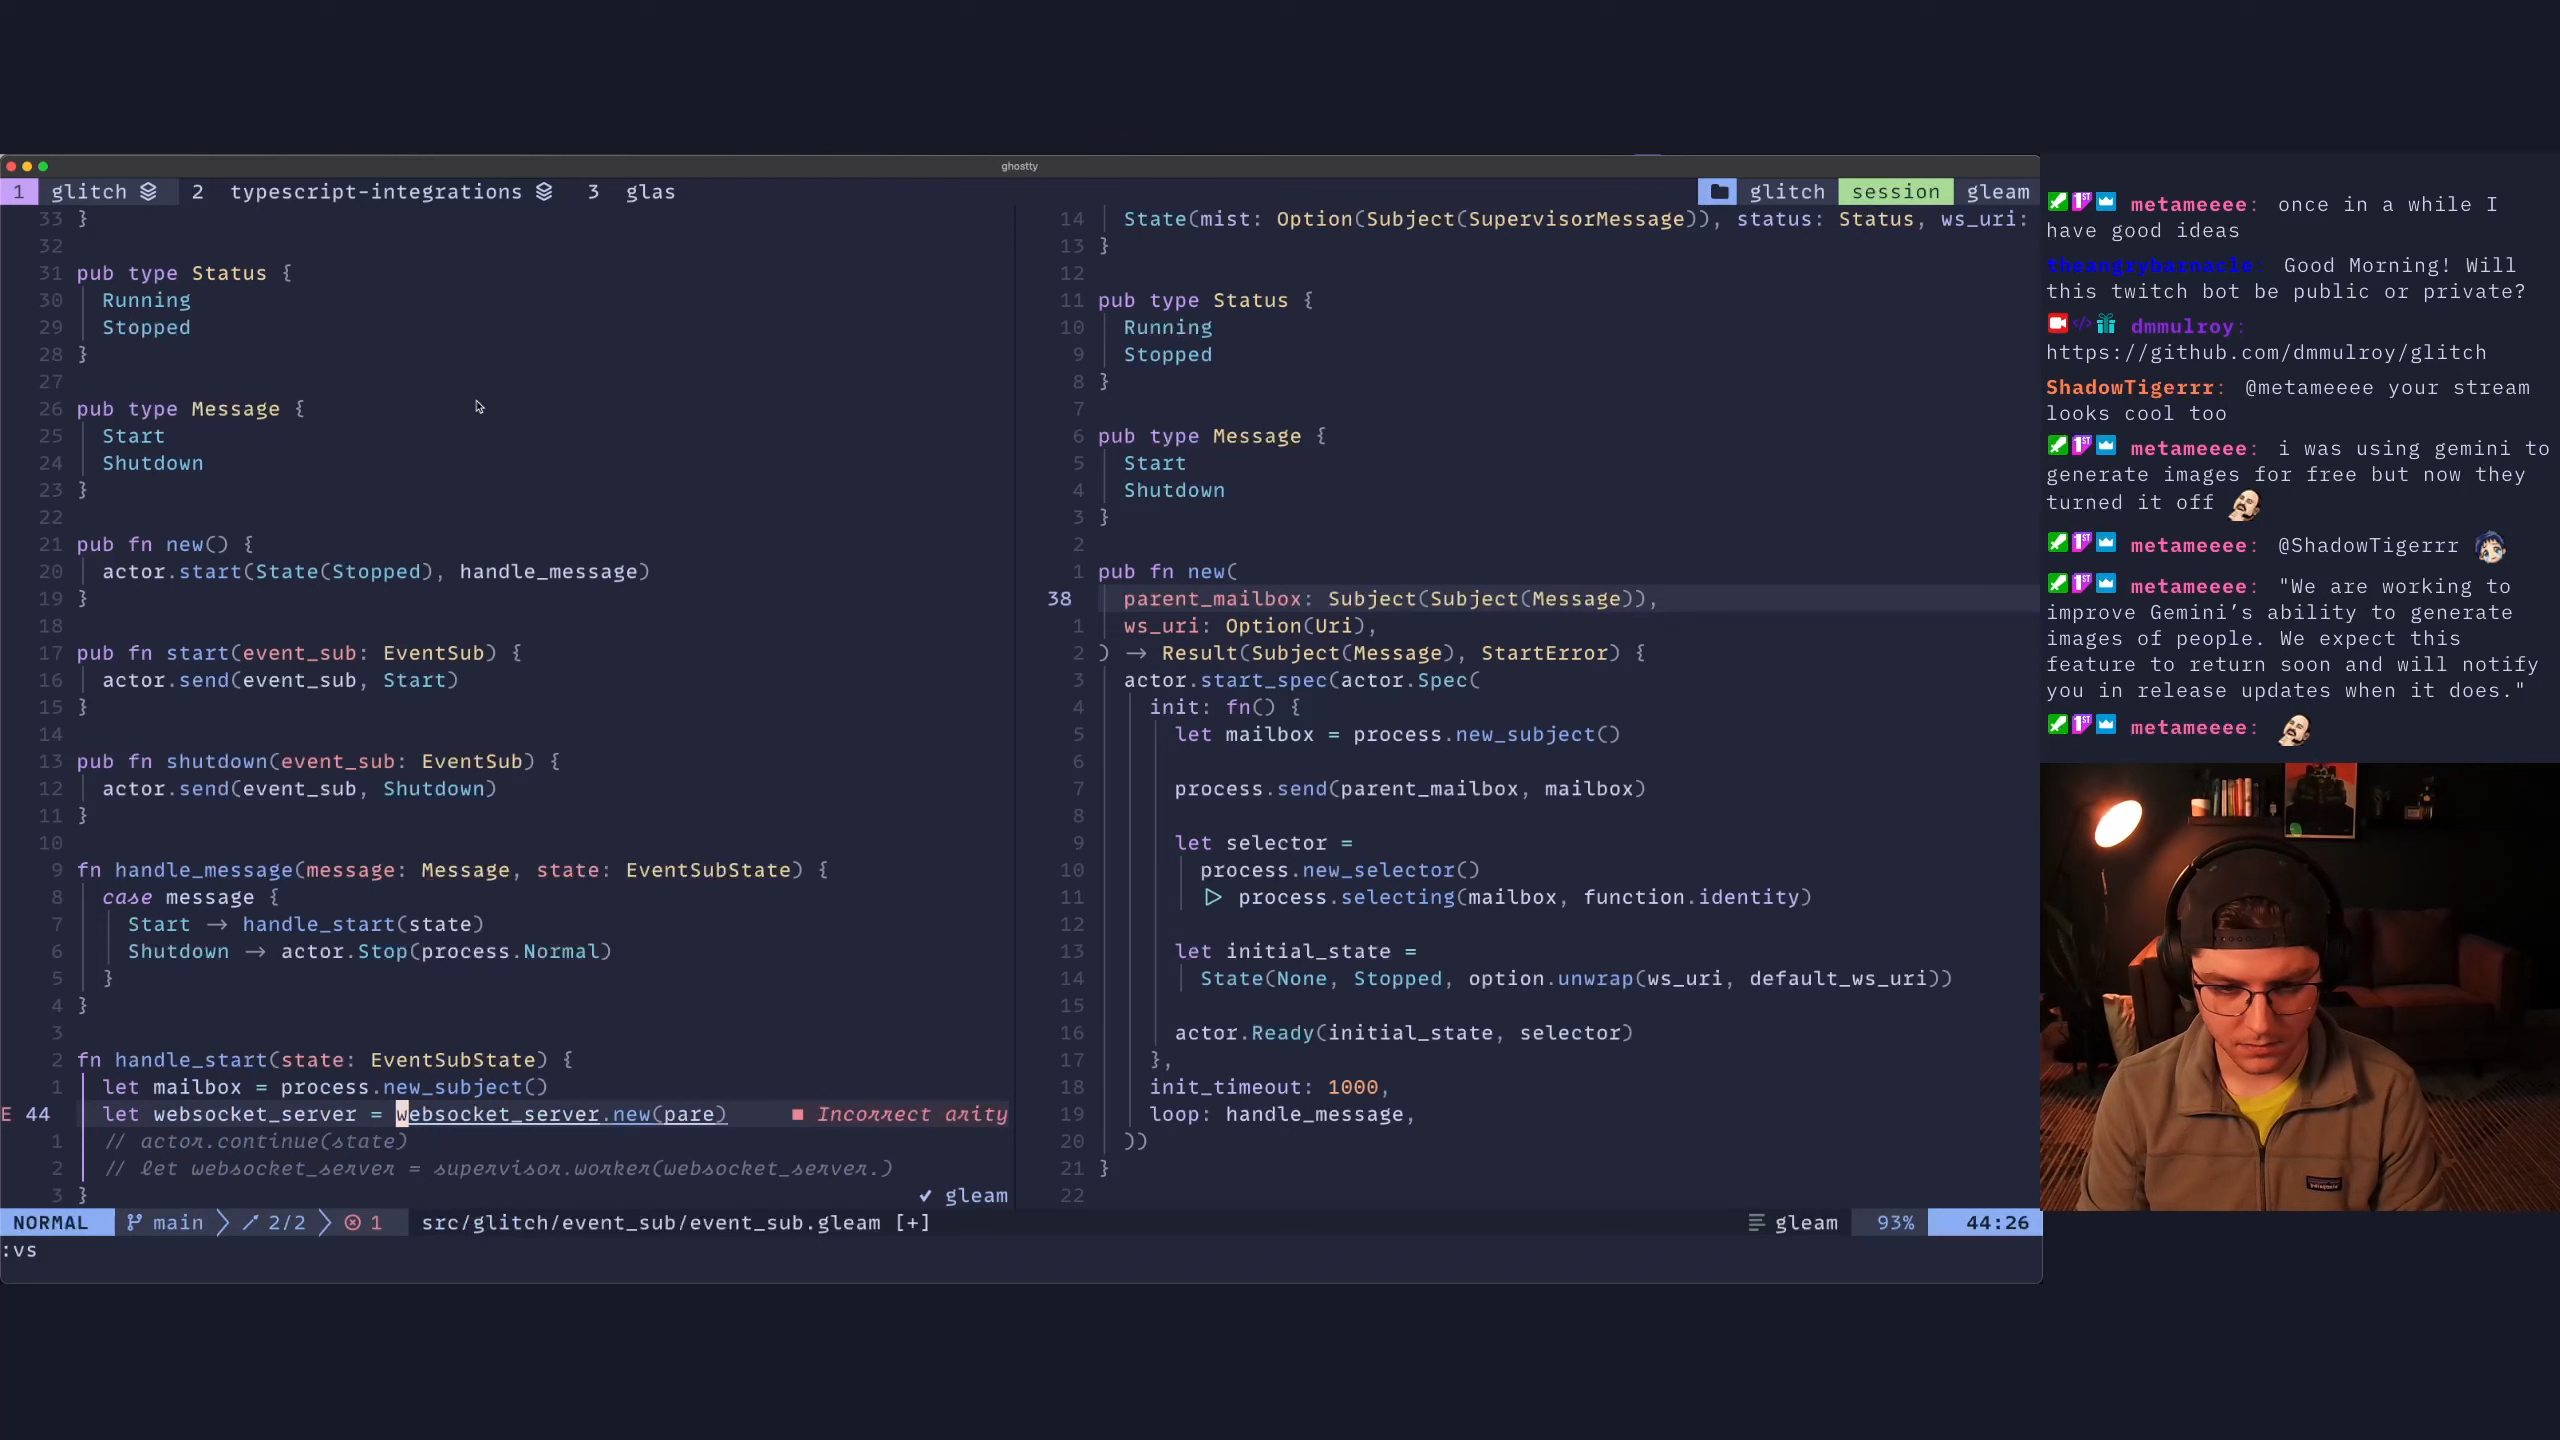 ghostty
1 glitch 2 typescript-integrations 3 glas
glitch session gleam
33 }
32
31 pub type Status {
30 Running
29 Stopped
28 }
27
26 pub type Message {
25 Start
24 Shutdown
23 }
22
21 pub fn new() {
20 actor.start(State(Stopped), handle_message)
19 }
18
17 pub fn start(event_sub: EventSub) {
16 actor.send(event_sub, Start)
15 }
14
13 pub fn shutdown(event_sub: EventSub) {
12 actor.send(event_sub, Shutdown)
11 }
10
9 fn handle_message(message: Message, state: EventSubState) {
8 case message {
7 Start → handle_start(state)
6 Shutdown → actor.Stop(process.Normal)
5 }
4 }
3
2 fn handle_start(state: EventSubState) {
1 let mailbox = process.new_subject()
E 44 let websocket_server = websocket_server.new(pare) ■ Incorrect arity
1 // actor.continue(state)
2 // let websocket_server = supervisor.worker(websocket_server.)
3 }
✓ gleam
14 State(mist: Option(Subject(SupervisorMessage)), status: Status, ws_uri:
13 }
12
11 pub type Status {
10 Running
9 Stopped
8 }
7
6 pub type Message {
5 Start
4 Shutdown
3 }
2
1 pub fn new(
38 parent_mailbox: Subject(Subject(Message)),
1 ws_uri: Option(Uri),
2 ) → Result(Subject(Message), StartError) {
3 actor.start_spec(actor.Spec(
4 init: fn() {
5 let mailbox = process.new_subject()
6
7 process.send(parent_mailbox, mailbox)
8
9 let selector =
10 process.new_selector()
11 ▷ process.selecting(mailbox, function.identity)
12
13 let initial_state =
14 State(None, Stopped, option.unwrap(ws_uri, default_ws_uri))
15
16 actor.Ready(initial_state, selector)
17 },
18 init_timeout: 1000,
19 loop: handle_message,
20 ))
21 }
22
NORMAL main 2/2 1 src/glitch/event_sub/event_sub.gleam [+] gleam 93% 44:26
:vs
metameeee: once in a while I
have good ideas
theangrybarnacle: Good Morning! Will
this twitch bot be public or private?
dmmulroy:
https://github.com/dmmulroy/glitch
ShadowTigerrr: @metameeee your stream
looks cool too
metameeee: i was using gemini to
generate images for free but now they
turned it off
metameeee: @ShadowTigerrr
metameeee: "We are working to
improve Gemini’s ability to generate
images of people. We expect this
feature to return soon and will notify
you in release updates when it does."
metameeee: